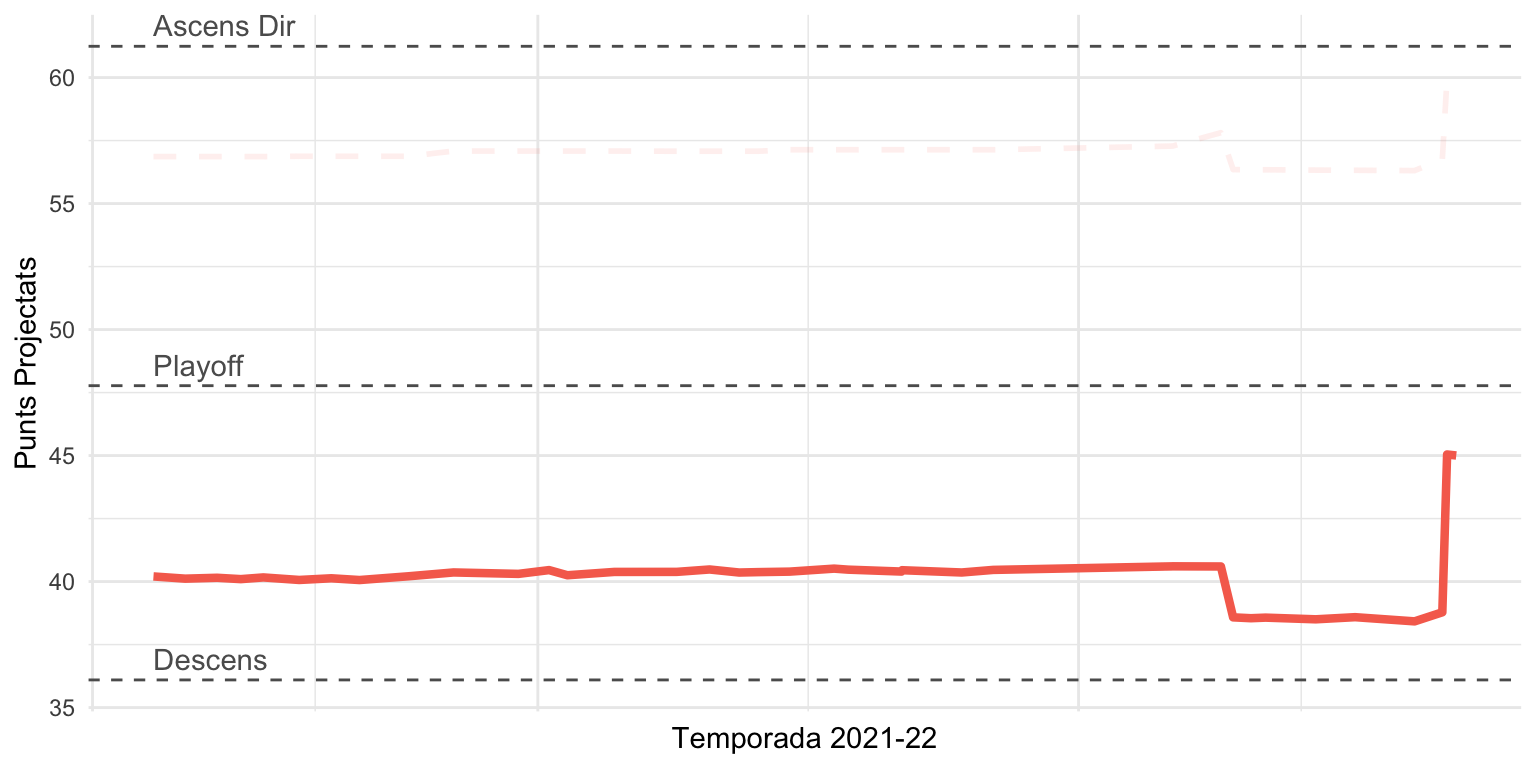 Ascens Dir
60
55
50
Playoff
45
40
Descens
35
Punts Projectats
Temporada 2021-22